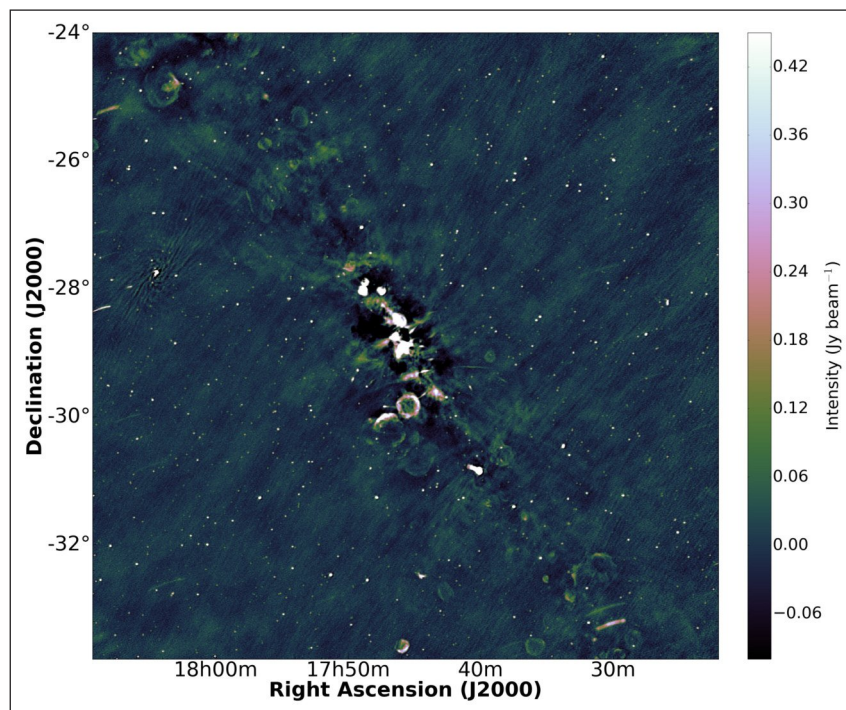 -24°
-26°
-28°
-30°
-32°
Declination (J2000)
18h00m
17h50m
40m
30m
Right Ascension (J2000)
0.42
0.36
0.30
0.24
0.18
0.12
0.06
0.00
−0.06
Intensity (Jy beam⁻¹)